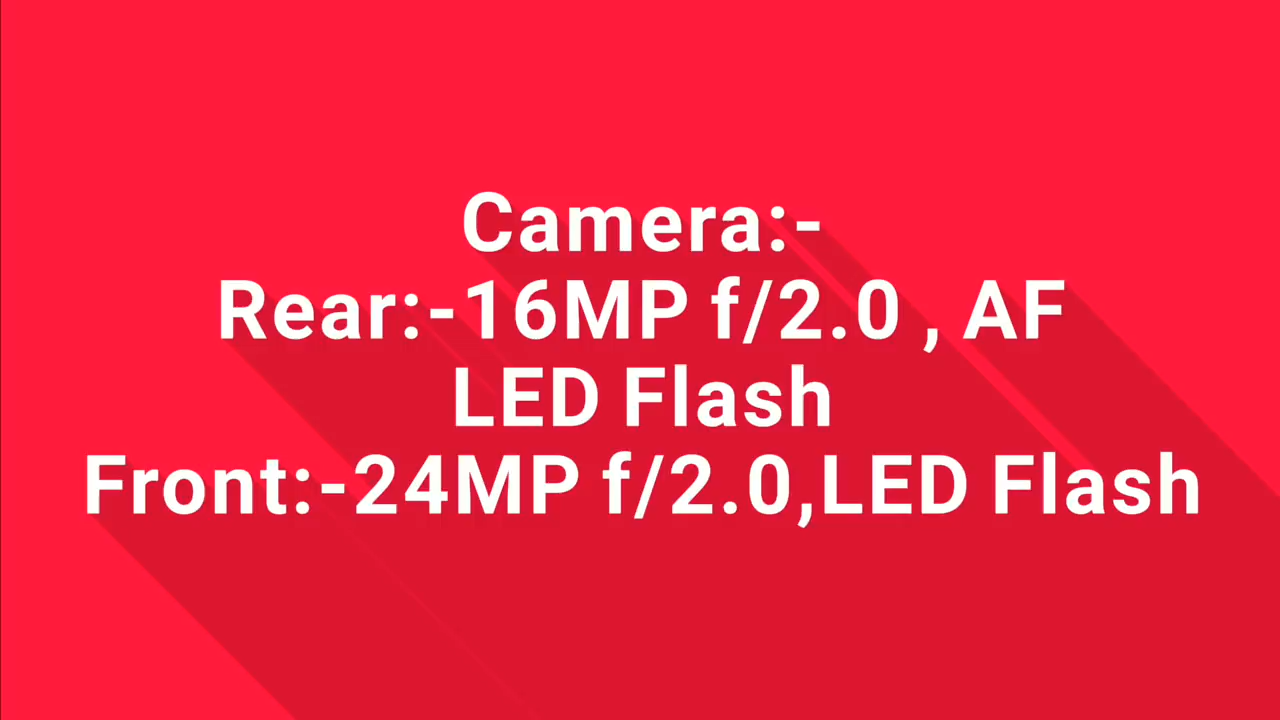 Camera:-
Rear:-16MP f/2.0 , AF
LED Flash
Front:-24MP f/2.0,LED Flash